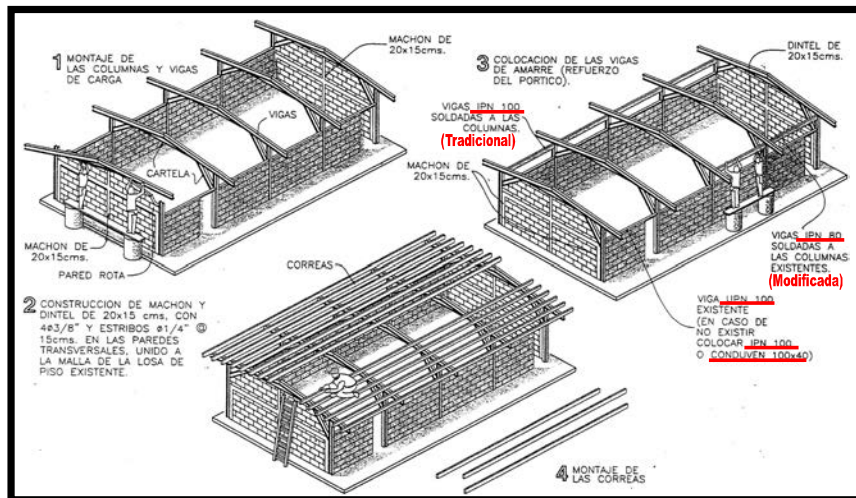 1 MONTAJE DE
LAS COLUMNAS Y VIGAS
DE CARGA
MACHON DE
20x15cms.
VIGAS
CARTELA
MACHON DE
20x15cms.
PARED ROTA
2 CONSTRUCCION DE MACHON Y
DINTEL DE 20x15 cms, CON
4ø3/8" Y ESTRIBOS ø1/4" @
15cms. EN LAS PAREDES
TRANSVERSALES, UNIDO A
LA MALLA DE LA LOSA DE
PISO EXISTENTE.
3 COLOCACION DE LAS VIGAS
DE AMARRE (REFUERZO
DEL PORTICO).
DINTEL DE
20x15cms.
VIGAS IPN 100
SOLDADAS A LAS
COLUMNAS.
(Tradicional)
MACHON DE
20x15cms.
VIGAS IPN 80
SOLDADAS A
LAS COLUMNAS
EXISTENTES.
(Modificada)
VIGA UPN 100
EXISTENTE
(EN CASO DE
NO EXISTIR
COLOCAR IPN 100
O CONDUVEN 100x40)
CORREAS
4 MONTAJE DE
LAS CORREAS